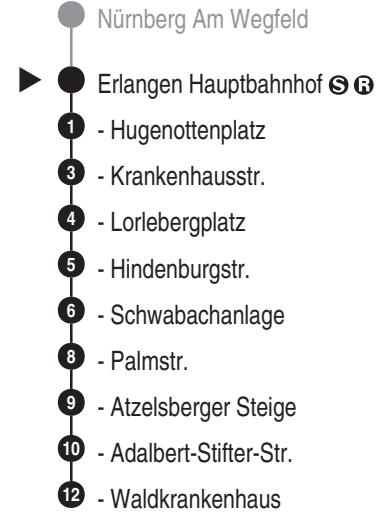 Nürnberg Am Wegfeld
Erlangen Hauptbahnhof S R
1 - Hugenottenplatz
3 - Krankenhausstr.
4 - Lorlebergplatz
5 - Hindenburgstr.
6 - Schwabachanlage
8 - Palmstr.
9 - Atzelsberger Steige
10 - Adalbert-Stifter-Str.
12 - Waldkrankenhaus